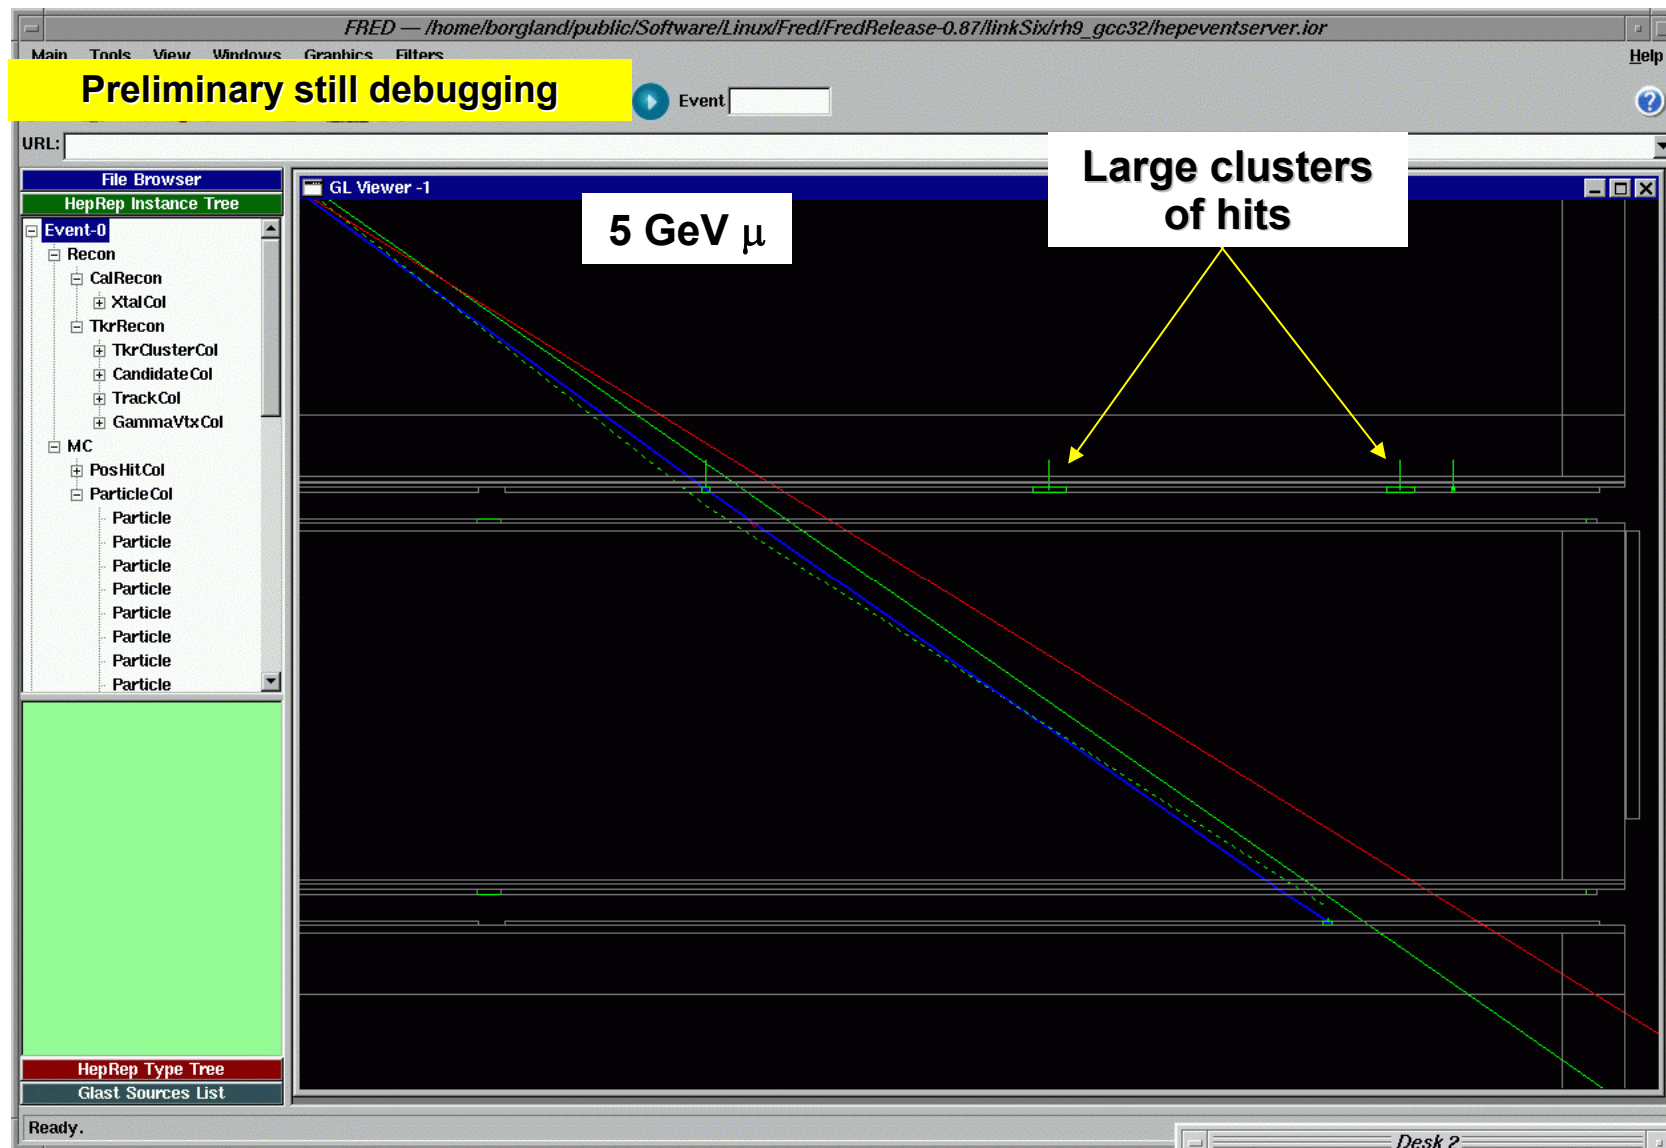 FRED — /home/borgland/public/Software/Linux/Fred/FredRelease-0.87/linkSix/rh9_gcc32/hepeventserver.ior
Main Tools View Windows Graphics Filters Help
Preliminary still debugging
Event
URL:
File Browser
HepRep Instance Tree
Event-0
Recon
CalRecon
XtalCol
TkrRecon
TkrClusterCol
CandidateCol
TrackCol
GammaVtxCol
MC
PosHitCol
ParticleCol
Particle
Particle
Particle
Particle
Particle
Particle
Particle
Particle
HepRep Type Tree
Glast Sources List
GL Viewer -1
5 GeV μ
Large clusters
of hits
Ready.
Desk 2